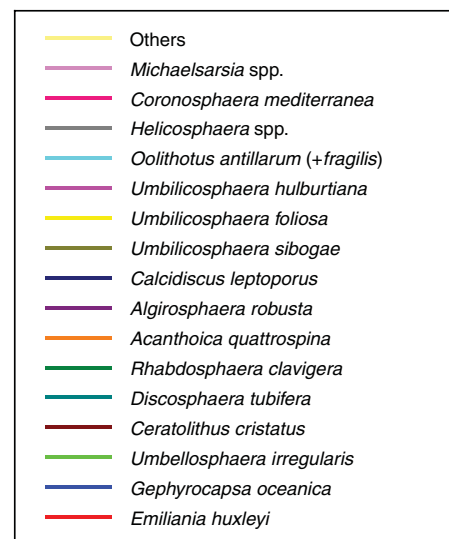 Others
Michaelsarsia spp.
Coronosphaera mediterranea
Helicosphaera spp.
Oolithotus antillarum (+fragilis)
Umbilicosphaera hulburtiana
Umbilicosphaera foliosa
Umbilicosphaera sibogae
Calcidiscus leptoporus
Algirosphaera robusta
Acanthoica quattrospina
Rhabdosphaera clavigera
Discosphaera tubifera
Ceratolithus cristatus
Umbellosphaera irregularis
Gephyrocapsa oceanica
Emiliania huxleyi